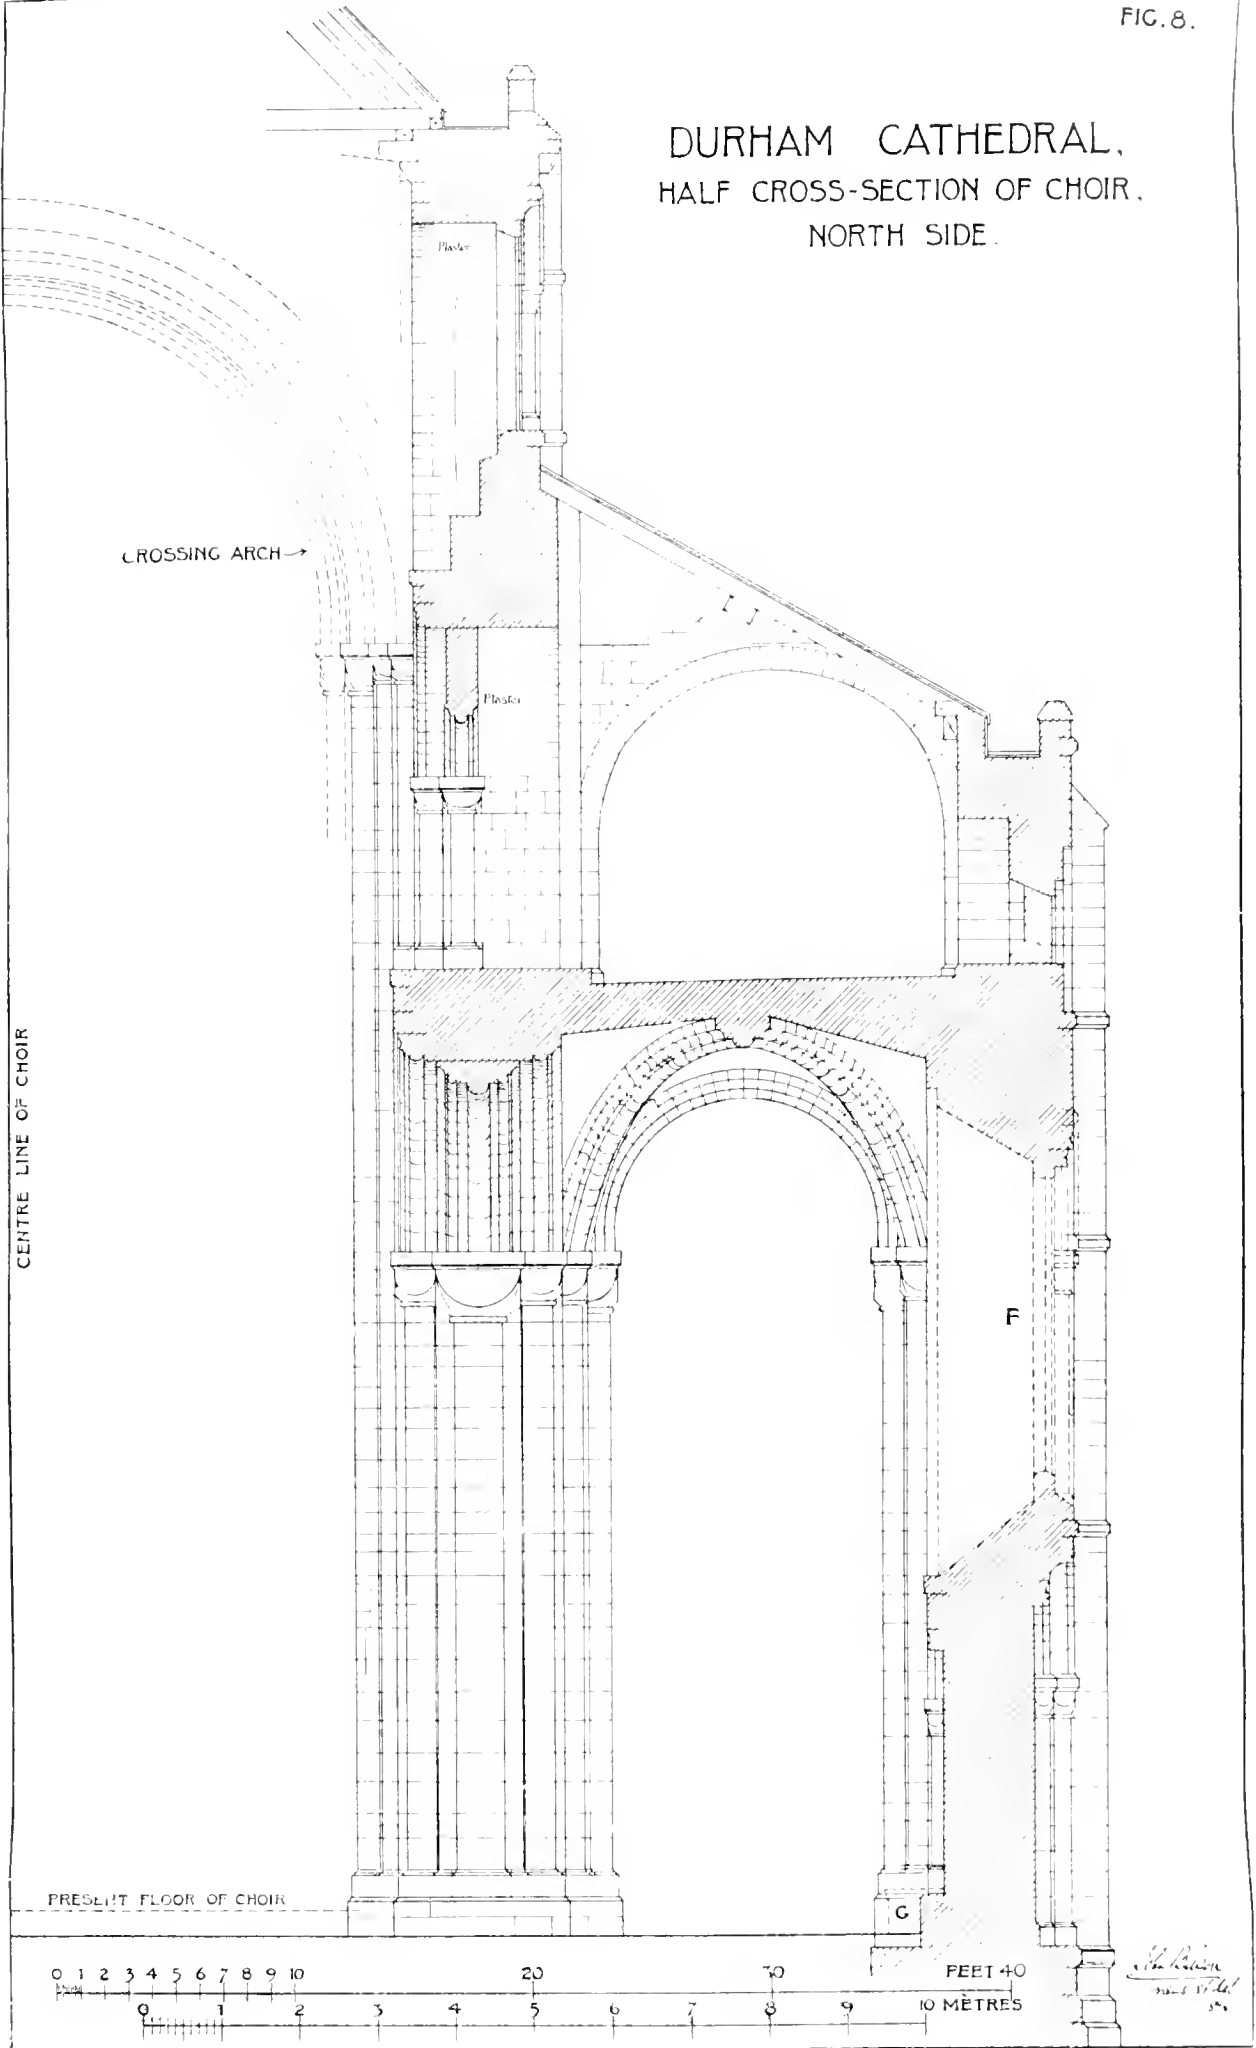 FIG. 8.
DURHAM CATHEDRAL,
HALF CROSS-SECTION OF CHOIR,
NORTH SIDE.
Plaster
CROSSING ARCH
Plaster
CENTRE LINE OF CHOIR
F
PRESENT FLOOR OF CHOIR
G
0 1 2 3 4 5 6 7 8 9 10 20 30 FEET 40
0 1 2 3 4 5 6 7 8 9 10 MÈTRES